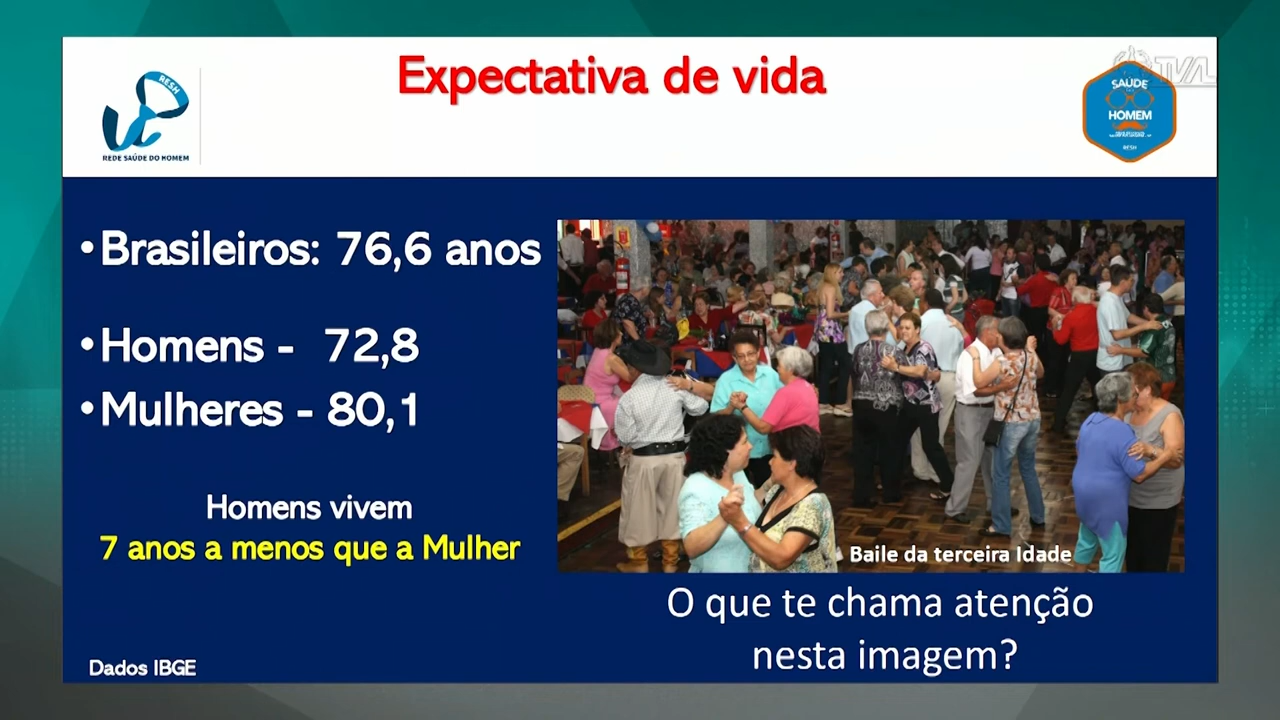 Expectativa de vida
RESH
REDE SAÚDE DO HOMEM
TVAL
SAÚDE
HOMEM
RESH
• Brasileiros: 76,6 anos
• Homens - 72,8
• Mulheres - 80,1
Homens vivem
7 anos a menos que a Mulher
Dados IBGE
Baile da terceira Idade
O que te chama atenção
nesta imagem?